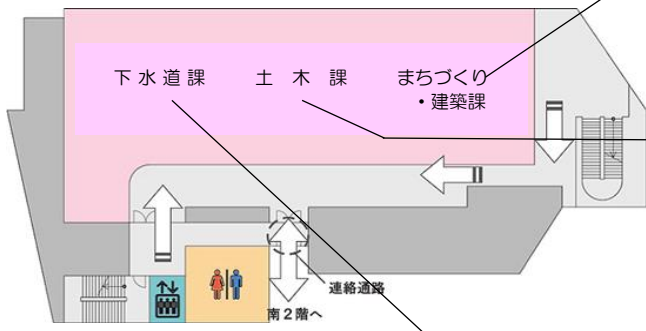 下水道課
土木課
まちづくり
・建築課
連絡通路
南2階へ